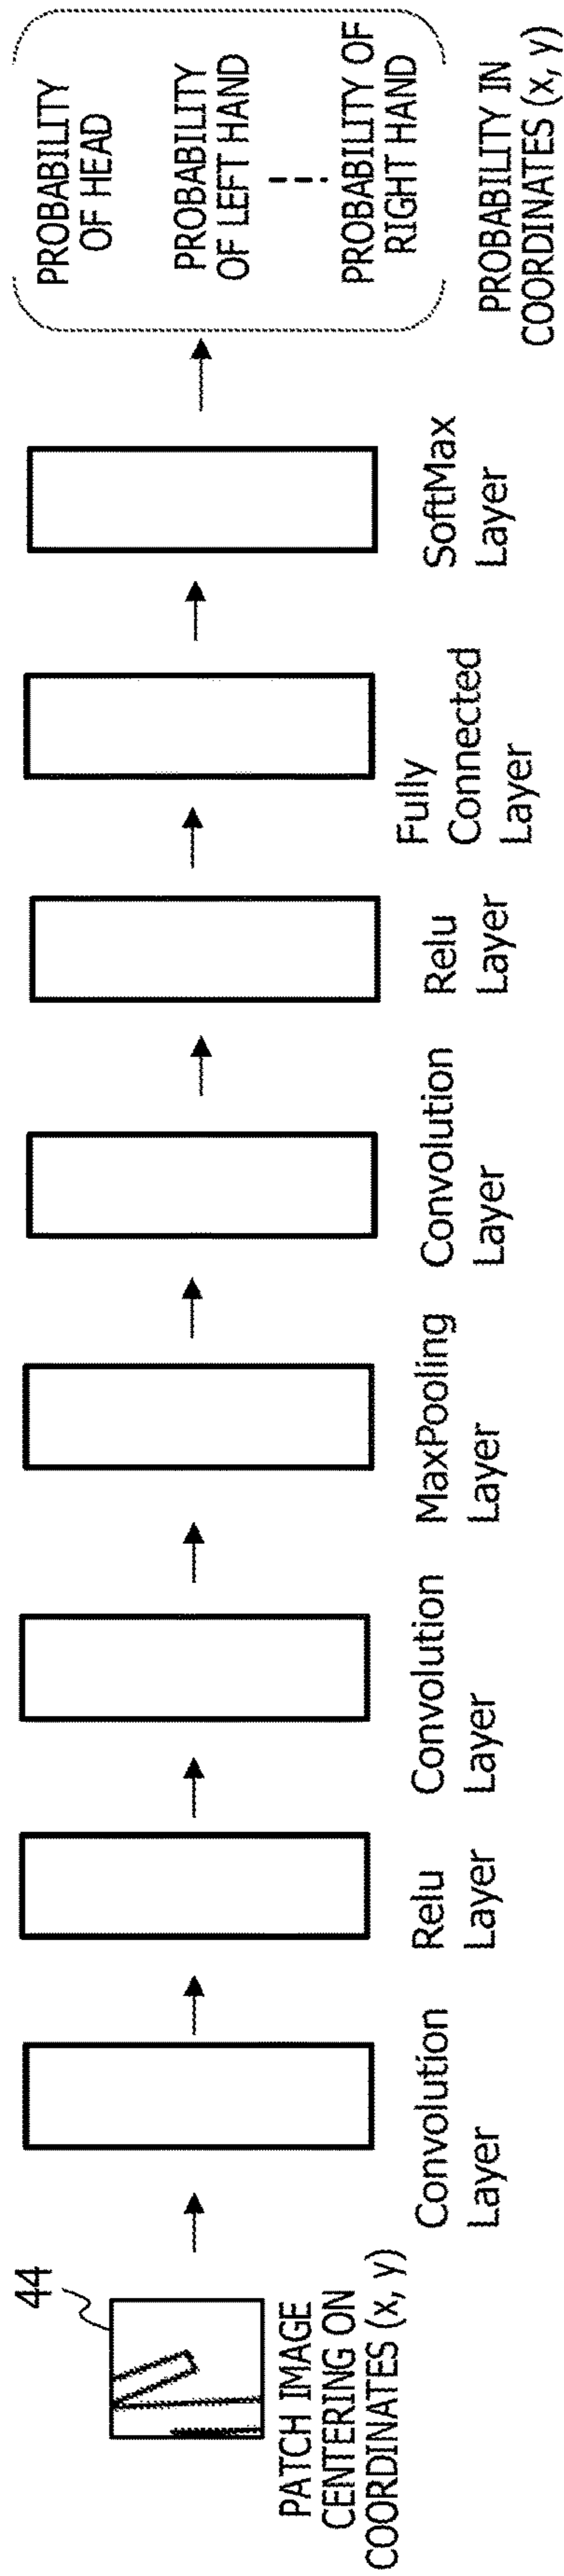 44
PATCH IMAGE
CENTERING ON
COORDINATES (x, y)
Convolution
Layer
Relu
Layer
Convolution
Layer
MaxPooling
Layer
Convolution
Layer
Relu
Layer
Fully
Connected
Layer
SoftMax
Layer
PROBABILITY
OF HEAD
PROBABILITY
OF LEFT HAND
PROBABILITY OF
RIGHT HAND
PROBABILITY IN
COORDINATES (x, y)